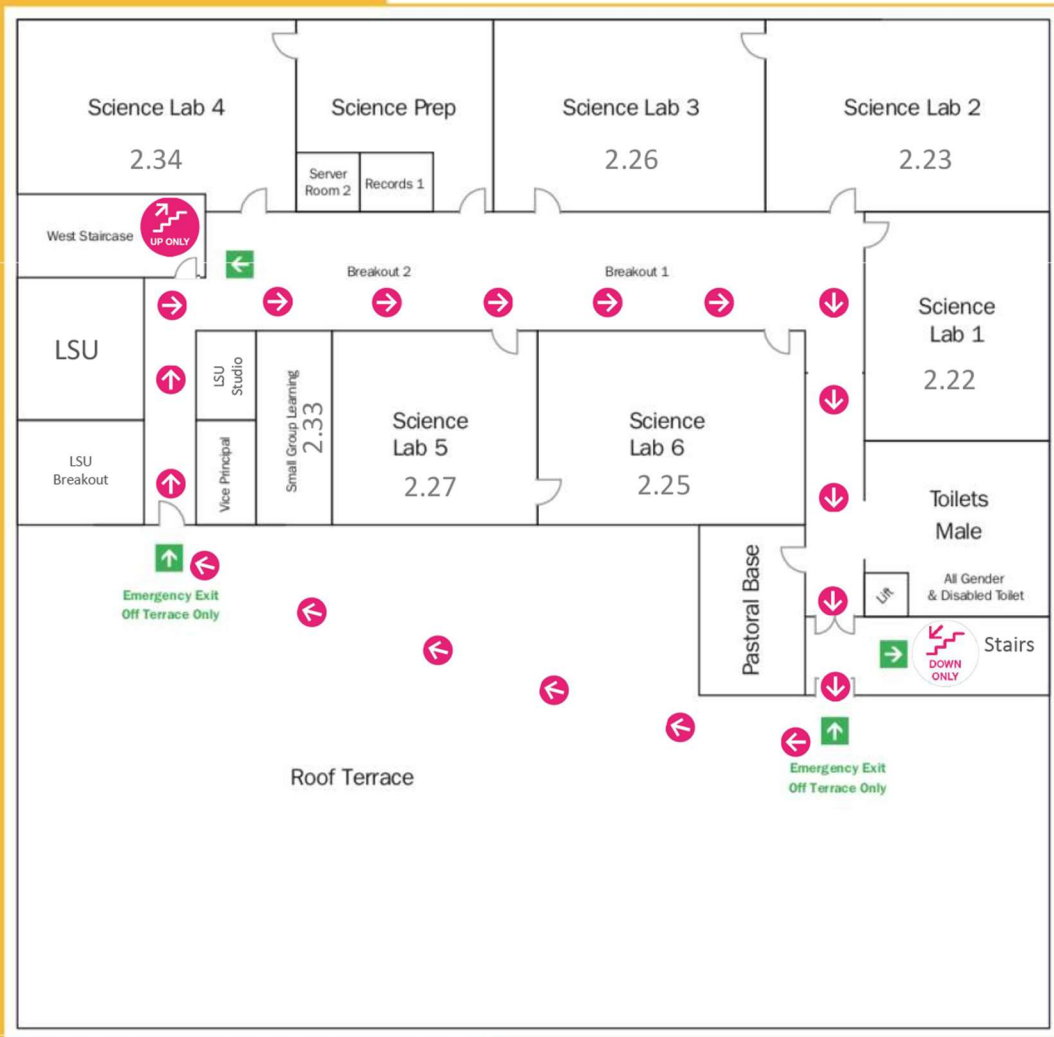 Science Lab 4
2.34
Science Prep
Server
Room 2
Records 1
Science Lab 3
2.26
Science Lab 2
2.23
West Staircase
UP ONLY
Breakout 2
Breakout 1
Science
Lab 1
2.22
LSU
LSU
Studio
Small Group Learning
2.33
Science
Lab 5
2.27
Science
Lab 6
2.25
LSU
Breakout
Vice Principal
Toilets
Male
All Gender
& Disabled Toilet
Lift
Pastoral Base
Emergency Exit
Off Terrace Only
Stairs
DOWN
ONLY
Emergency Exit
Off Terrace Only
Roof Terrace